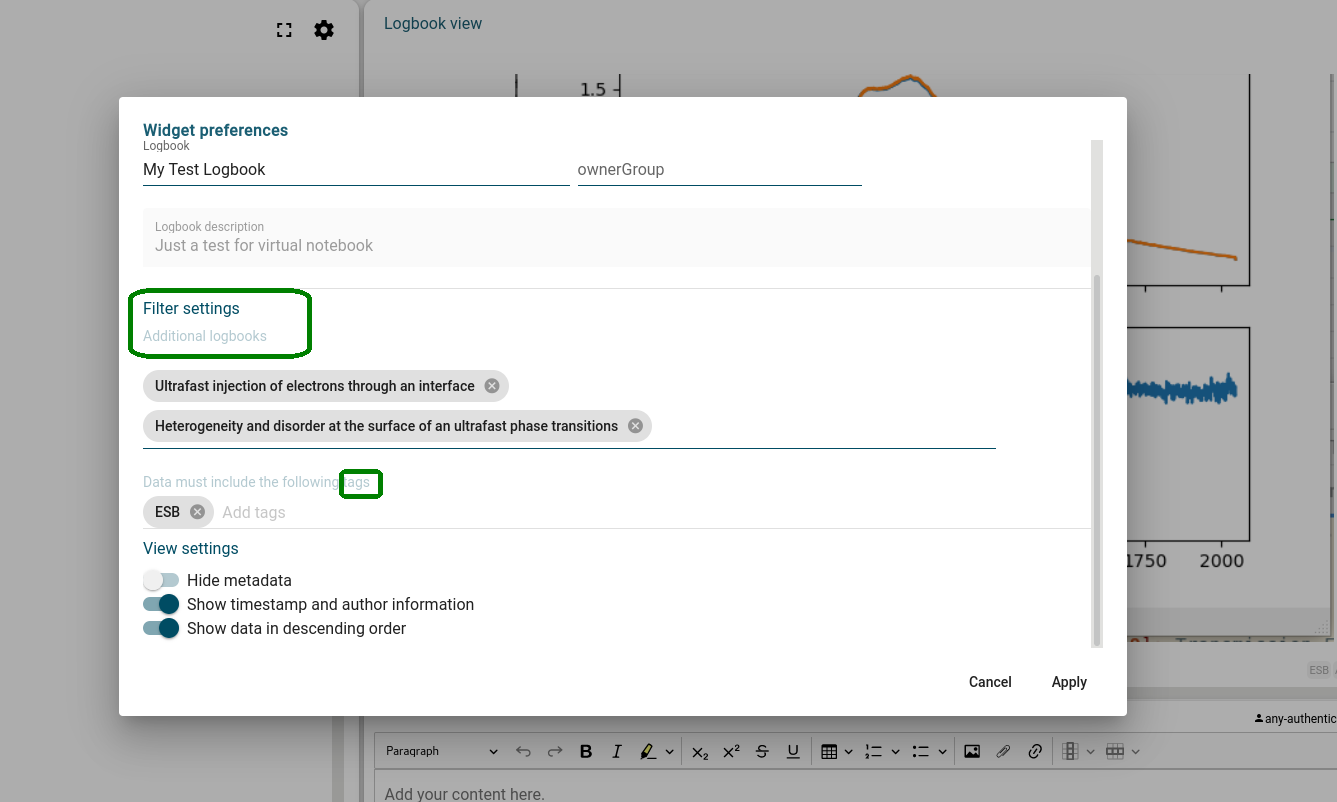 Logbook view
1.5
Widget preferences
Logbook
My Test Logbook ownerGroup
Logbook description
Just a test for virtual notebook
Filter settings
Additional logbooks
Ultrafast injection of electrons through an interface
Heterogeneity and disorder at the surface of an ultrafast phase transitions
Data must include the following tags
ESB Add tags
View settings
1750 2000
Hide metadata
Show timestamp and author information
Show data in descending order
Transmission
ESB
Cancel Apply
any-authentic
Paragraph B I X2 X2 S U
Add your content here.